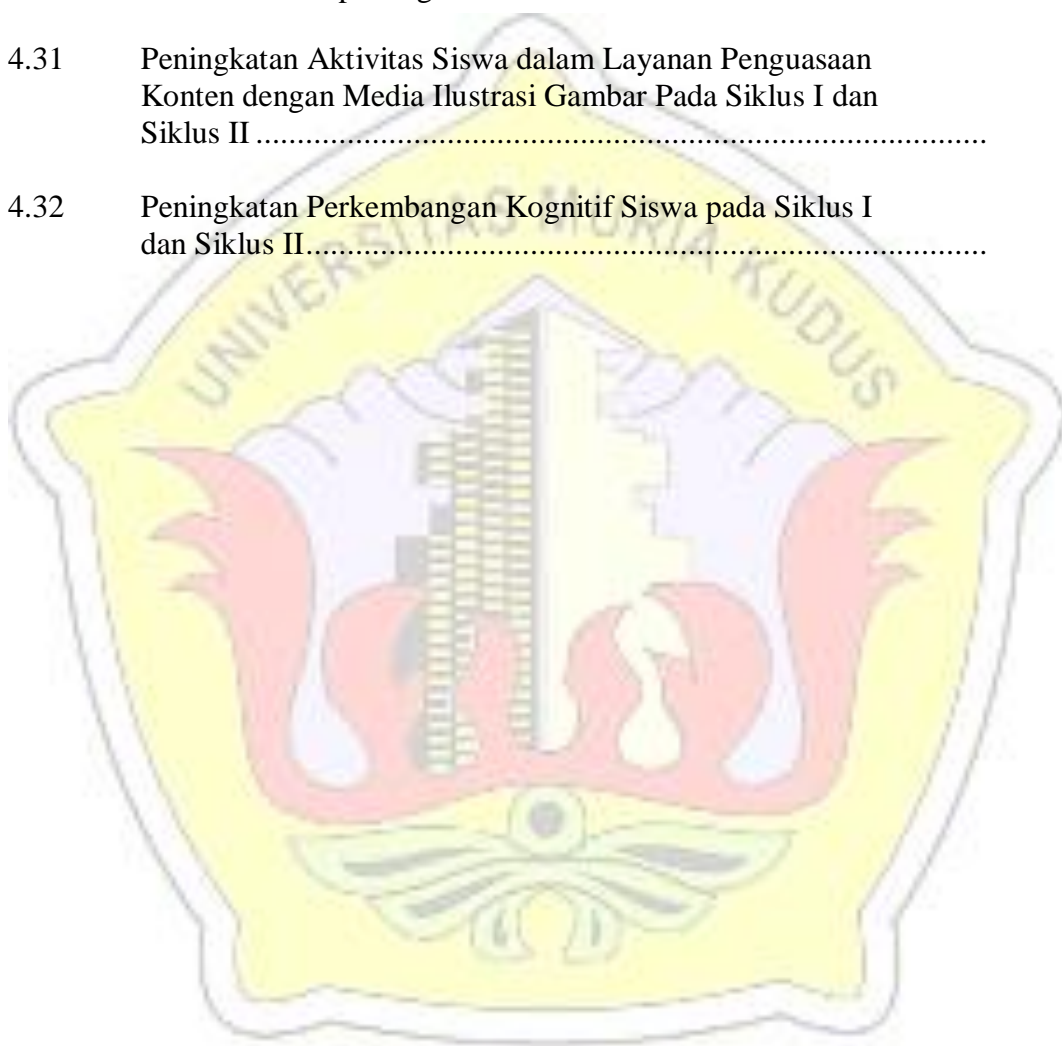 4.31 Peningkatan Aktivitas Siswa dalam Layanan Penguasaan
Konten dengan Media Ilustrasi Gambar Pada Siklus I dan
Siklus II ........................................................................................
4.32 Peningkatan Perkembangan Kognitif Siswa pada Siklus I
dan Siklus II..................................................................................
UNIVERSITAS MURIA KUDUS